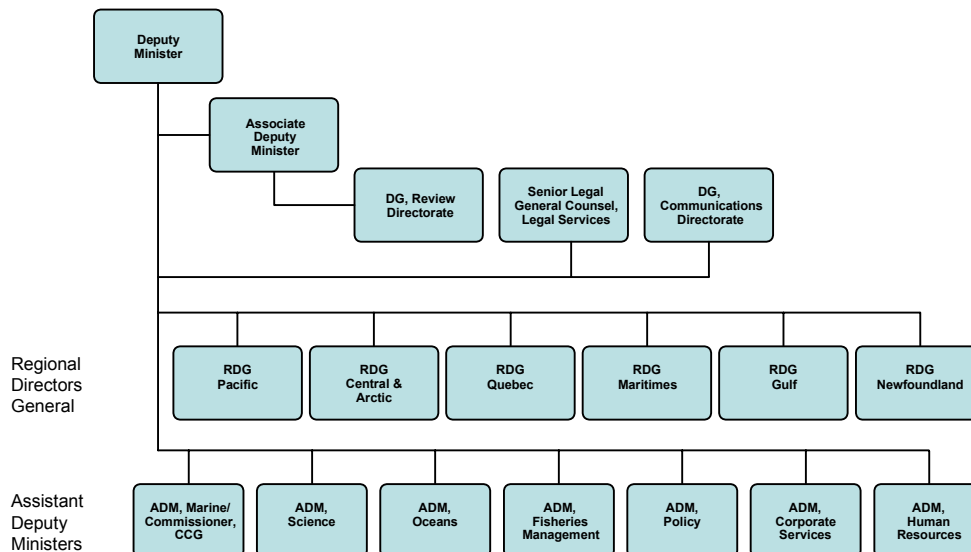 Deputy
Minister
Associate
Deputy
Minister
DG, Review
Directorate
Senior Legal
General Counsel,
Legal Services
DG,
Communications
Directorate
Regional
Directors
General
RDG
Pacific
RDG
Central &
Arctic
RDG
Quebec
RDG
Maritimes
RDG
Gulf
RDG
Newfoundland
Assistant
Deputy
Ministers
ADM, Marine/
Commissioner,
CCG
ADM,
Science
ADM,
Oceans
ADM,
Fisheries
Management
ADM,
Policy
ADM,
Corporate
Services
ADM,
Human
Resources